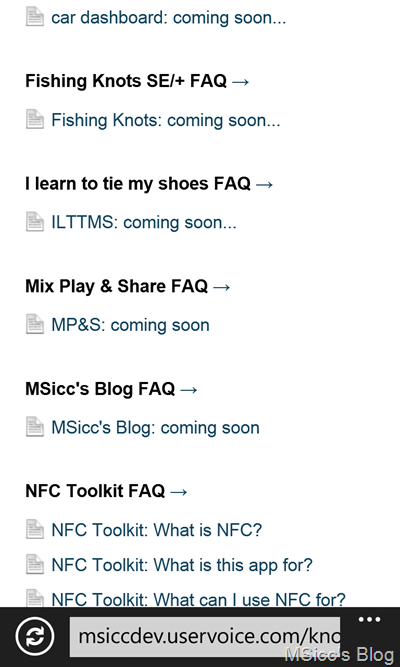 car dashboard: coming soon...
Fishing Knots SE/+ FAQ →
Fishing Knots: coming soon...
I learn to tie my shoes FAQ →
ILTTMS: coming soon...
Mix Play & Share FAQ →
MP&S: coming soon
MSicc's Blog FAQ →
MSicc's Blog: coming soon
NFC Toolkit FAQ →
NFC Toolkit: What is NFC?
NFC Toolkit: What is this app for?
NFC Toolkit: What can I use NFC for?
msiccdev.uservoice.com/kno
MSicc's Blog